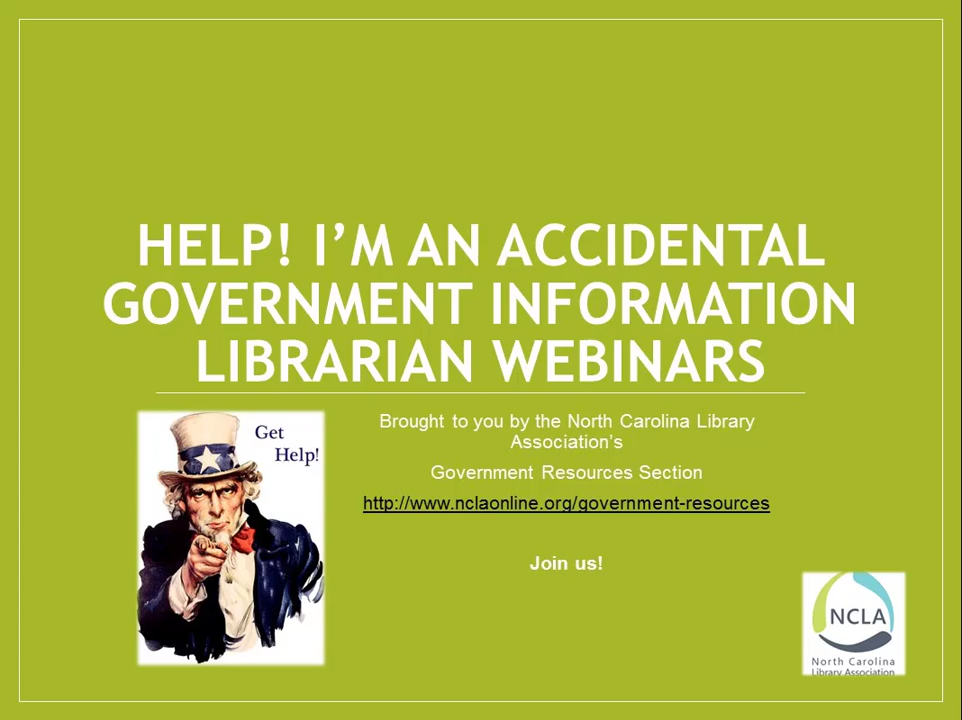 HELP! I’M AN ACCIDENTAL
GOVERNMENT INFORMATION
LIBRARIAN WEBINARS
Get
Help!
Brought to you by the North Carolina Library
Association’s
Government Resources Section
http://www.nclaonline.org/government-resources
Join us!
NCLA
North Carolina
Library Association